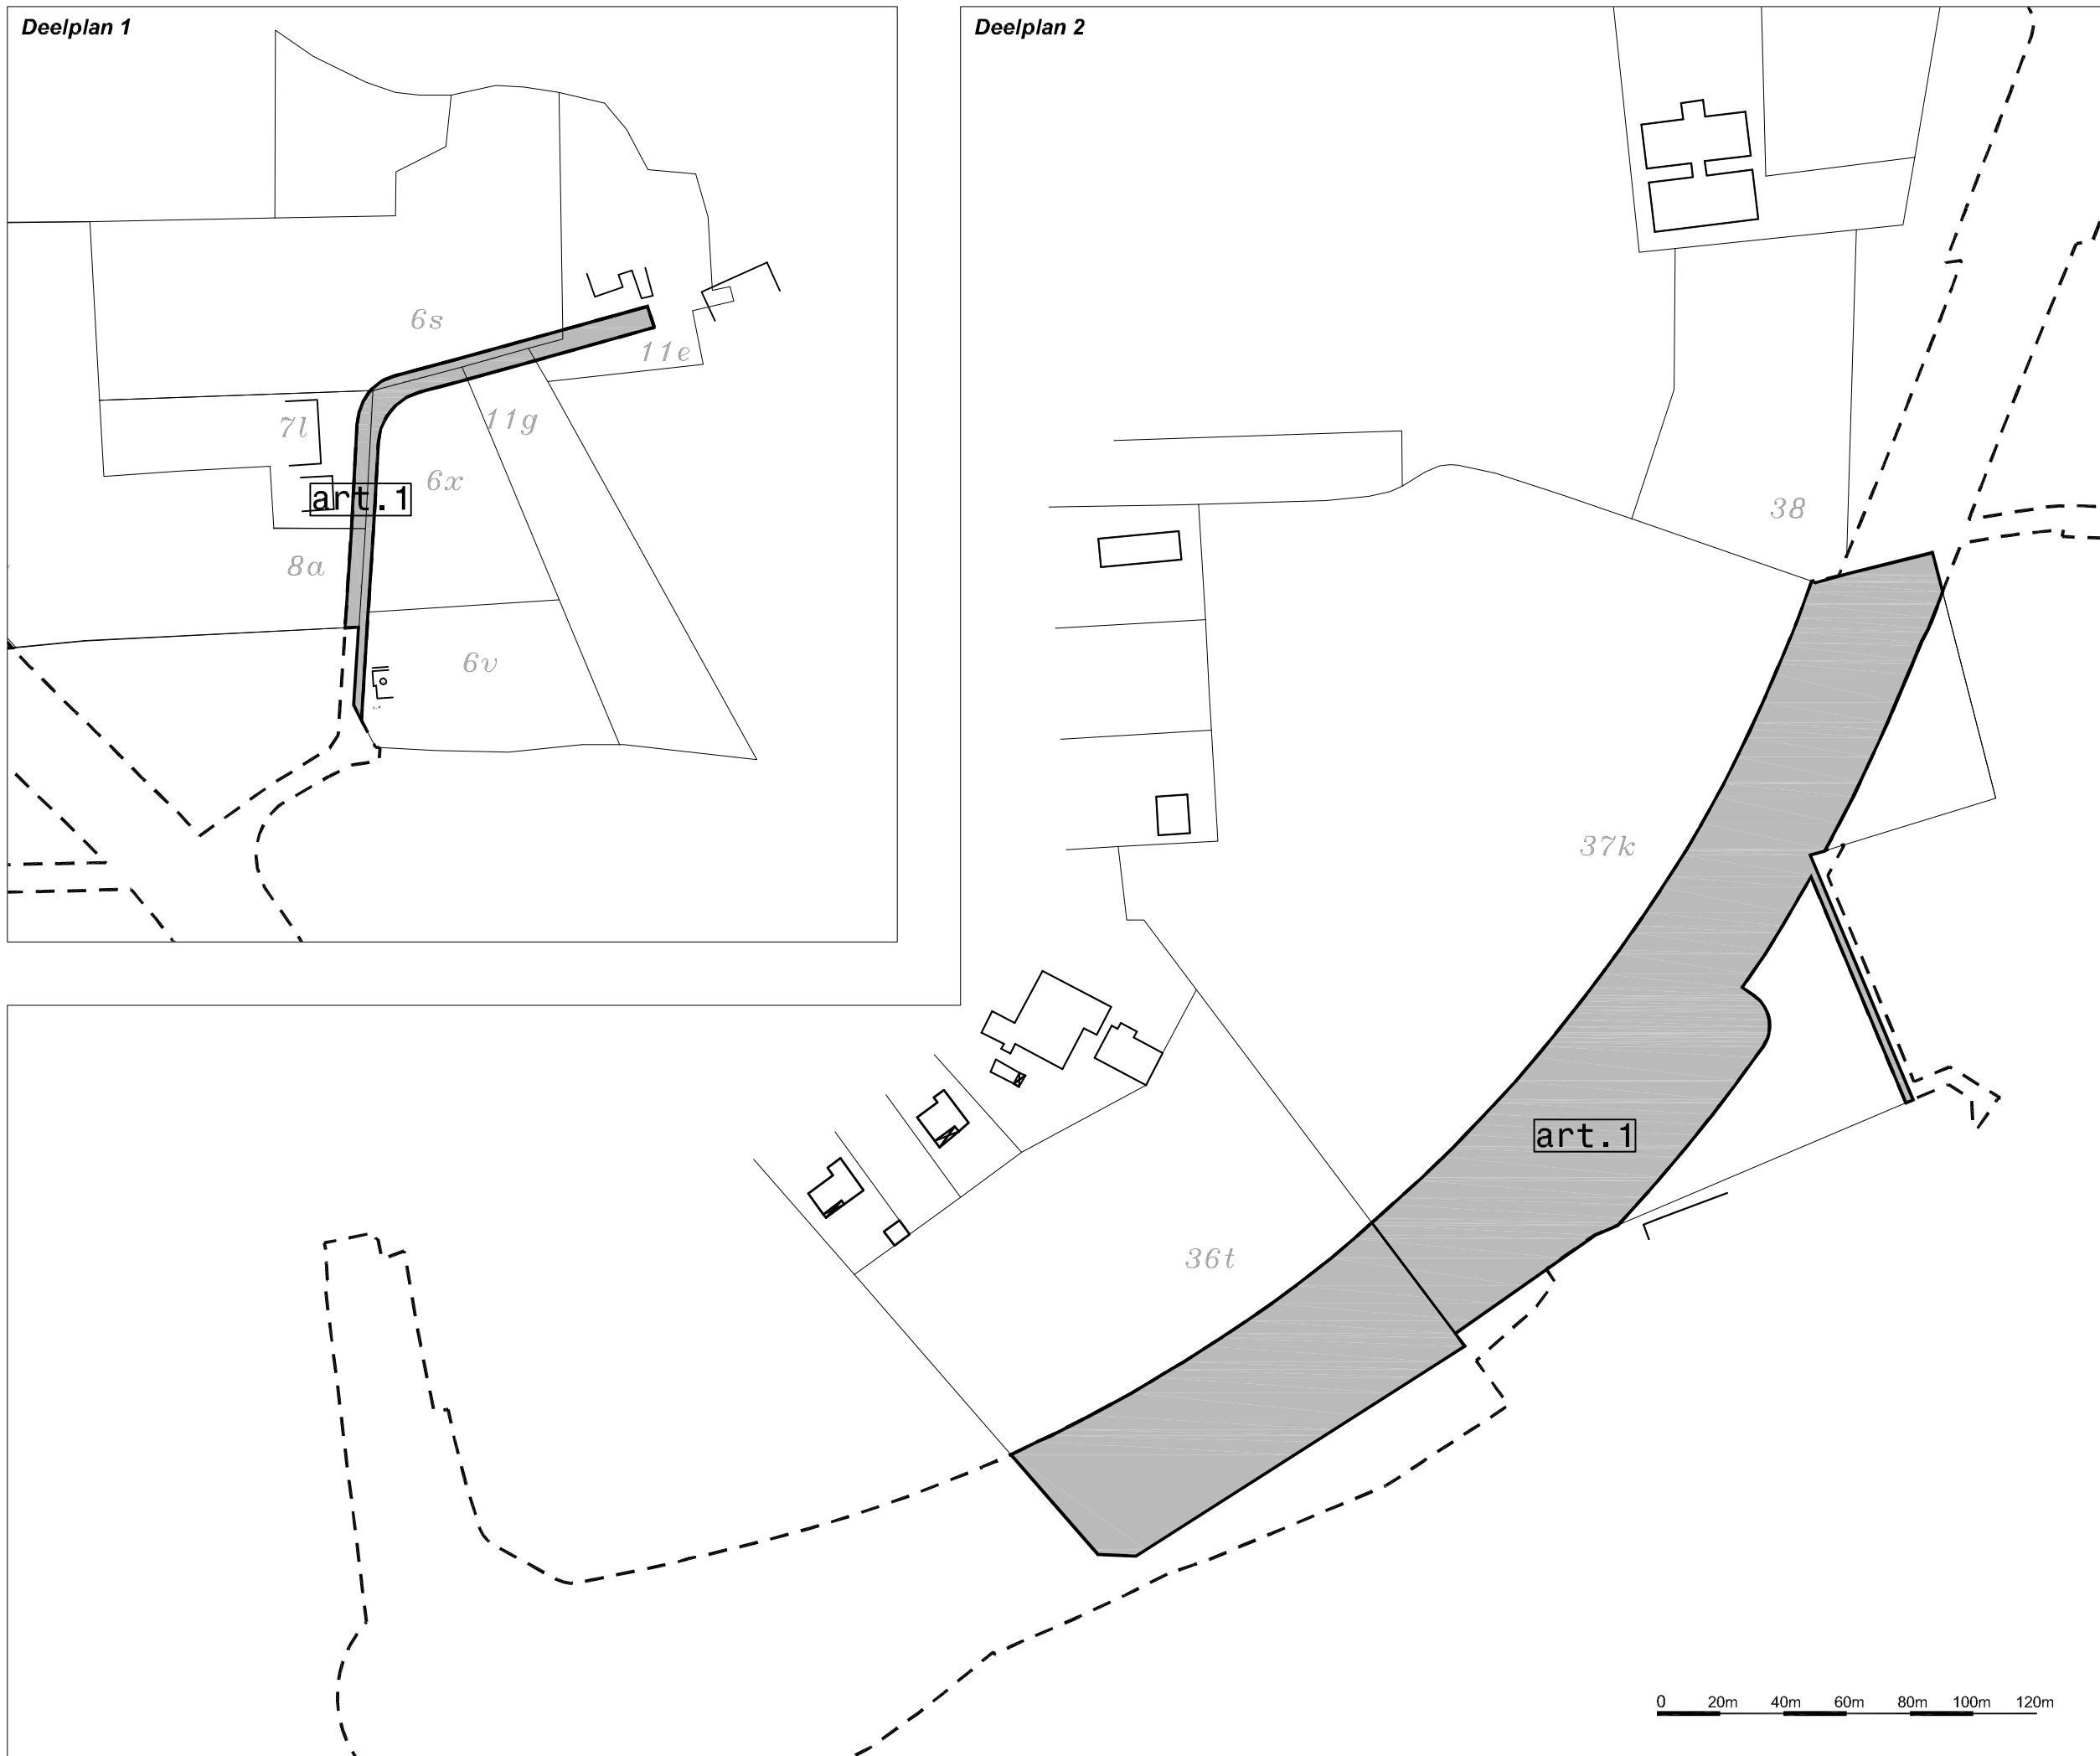 Deelplan 1
6s
11e
7l
11g
6x
art.1
8a
6v
Deelplan 2
38
37k
art.1
36t
0 20m 40m 60m 80m 100m 120m